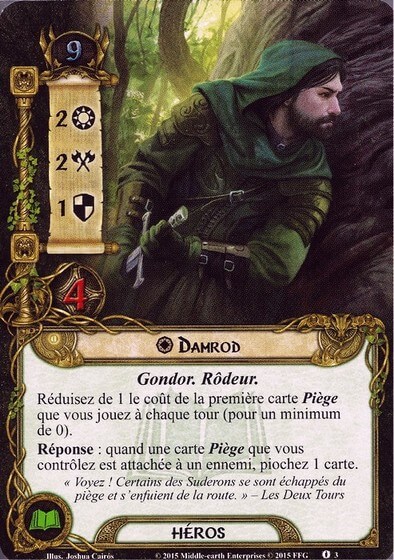 9
2
2
1
4
Damrod
Gondor. Rôdeur.
Réduisez de 1 le coût de la première carte Piège
que vous jouez à chaque tour (pour un minimum
de 0).
Réponse : quand une carte Piège que vous
contrôlez est attachée à un ennemi, piochez 1 carte.
« Voyez ! Certains des Suderons se sont échappés du
piège et s'enfuient de la route. » – Les Deux Tours
HÉROS
Illus. Joshua Cairós © 2015 Middle-earth Enterprises © 2015 FFG 3